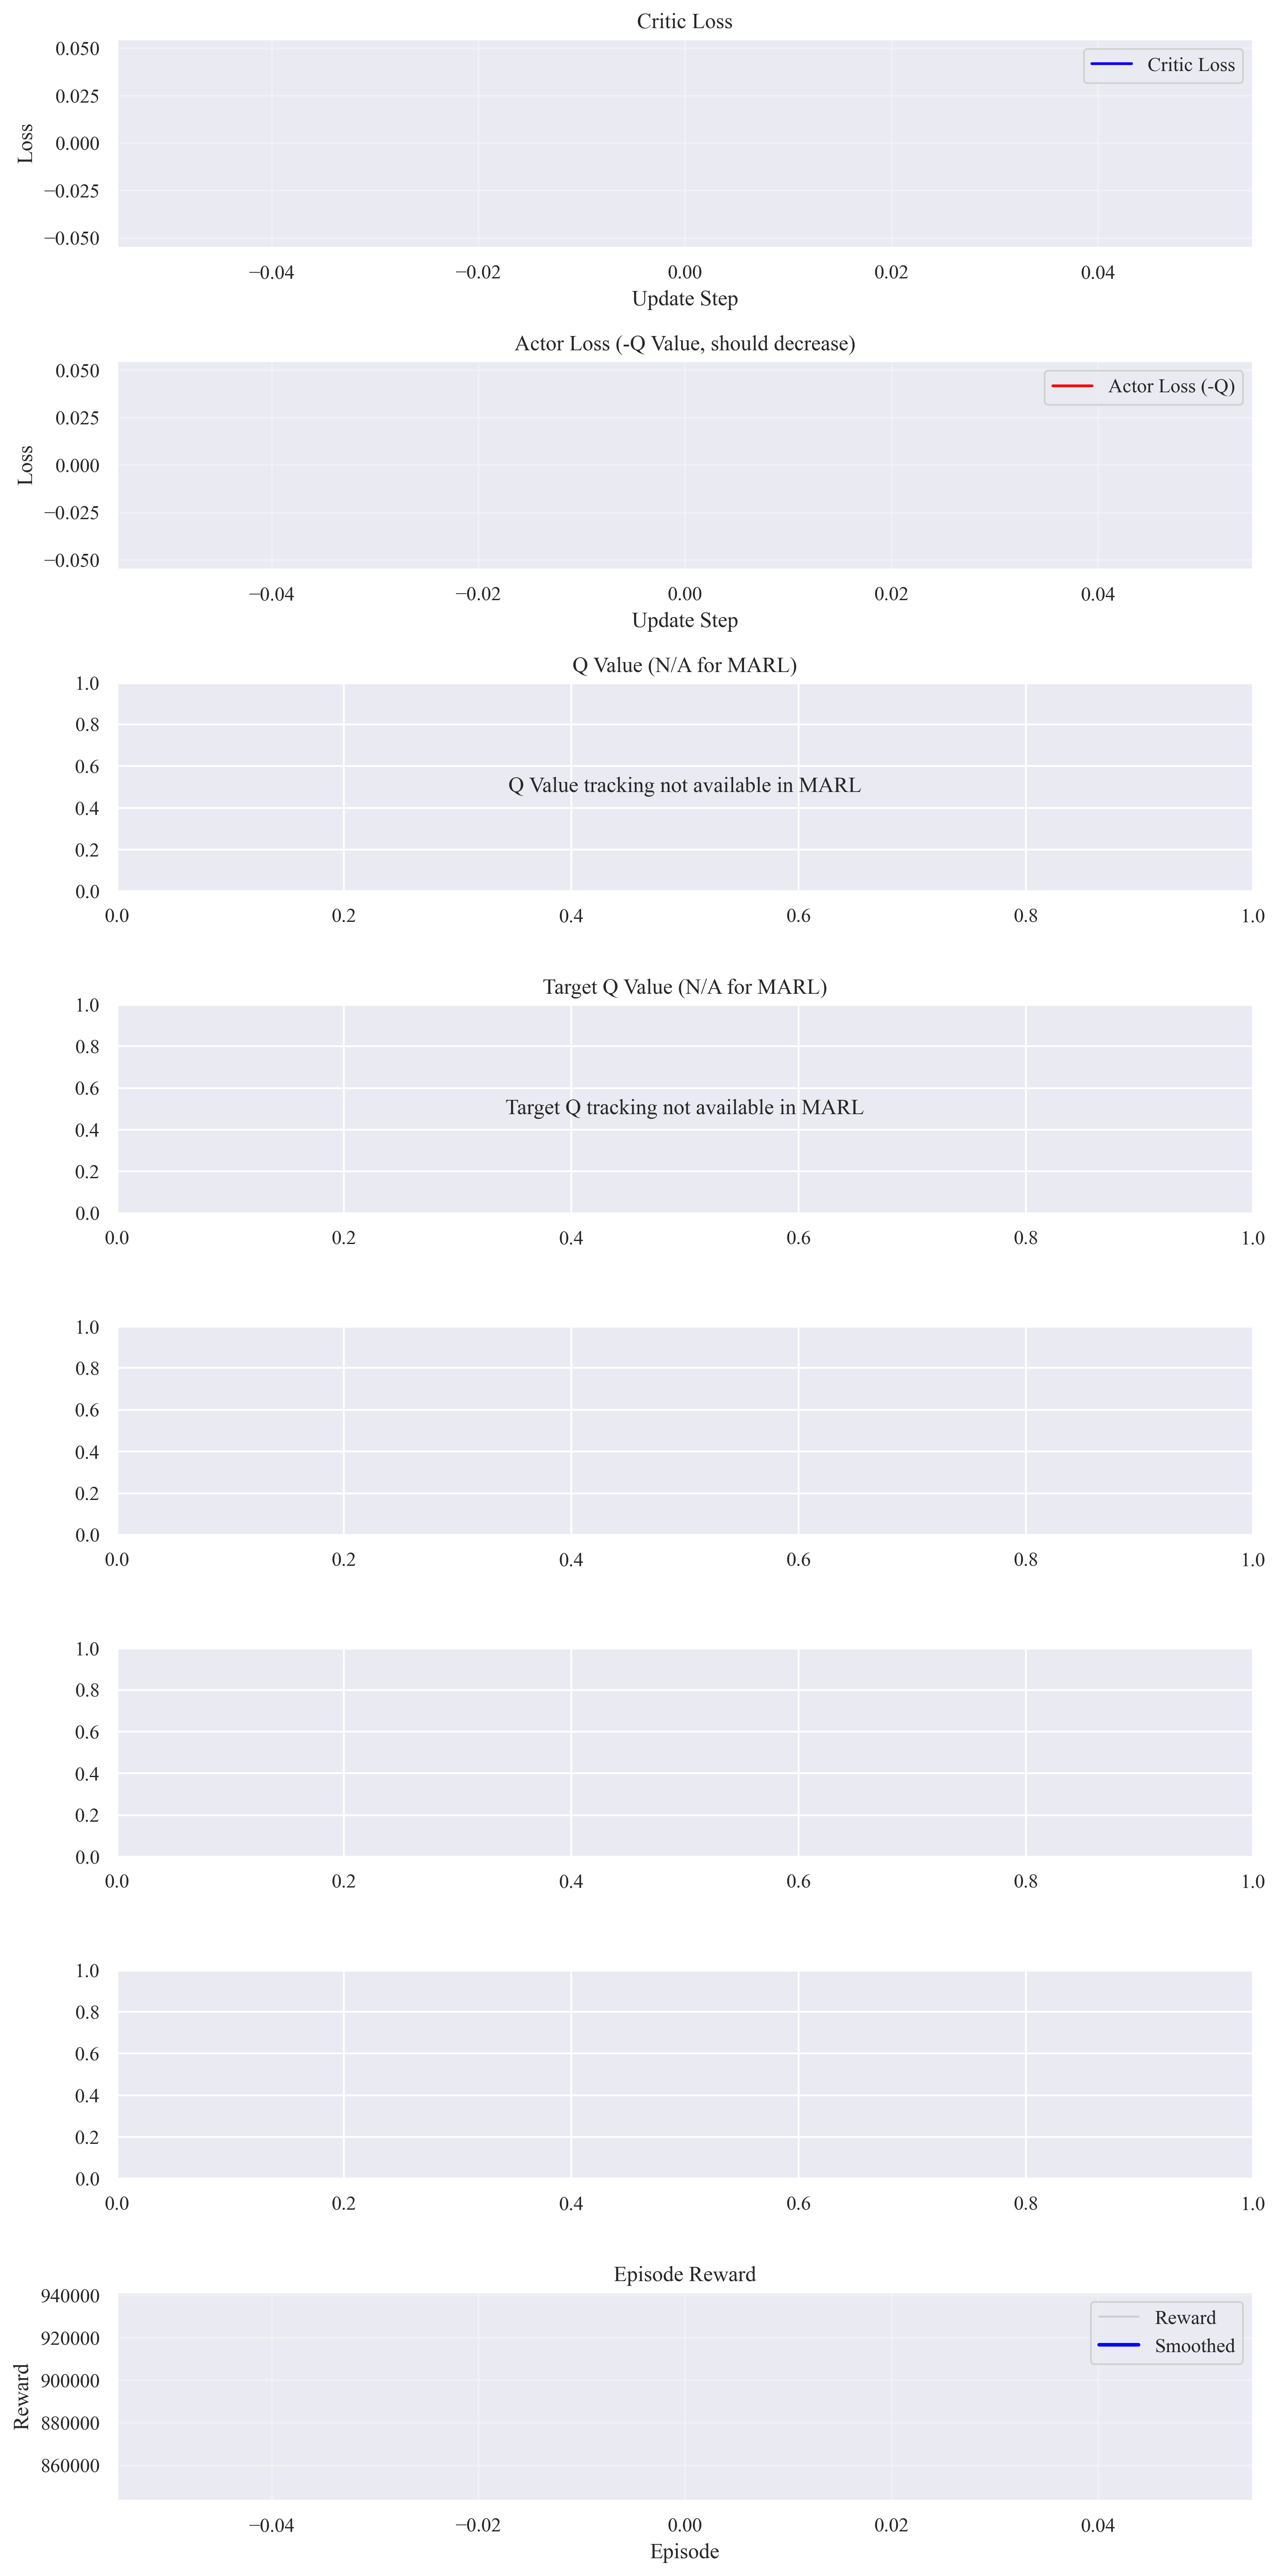 Critic Loss
0.050
0.025
0.000
−0.025
−0.050
Loss
Critic Loss
−0.04 −0.02 0.00 0.02 0.04
Update Step
Actor Loss (-Q Value, should decrease)
0.050
0.025
0.000
−0.025
−0.050
Loss
Actor Loss (-Q)
−0.04 −0.02 0.00 0.02 0.04
Update Step
Q Value (N/A for MARL)
1.0
0.8
0.6
Q Value tracking not available in MARL
0.4
0.2
0.0
0.0 0.2 0.4 0.6 0.8 1.0
Target Q Value (N/A for MARL)
1.0
0.8
0.6
Target Q tracking not available in MARL
0.4
0.2
0.0
0.0 0.2 0.4 0.6 0.8 1.0
1.0
0.8
0.6
0.4
0.2
0.0
0.0 0.2 0.4 0.6 0.8 1.0
1.0
0.8
0.6
0.4
0.2
0.0
0.0 0.2 0.4 0.6 0.8 1.0
1.0
0.8
0.6
0.4
0.2
0.0
0.0 0.2 0.4 0.6 0.8 1.0
Episode Reward
940000
920000
900000
880000
860000
Reward
Reward
Smoothed
−0.04 −0.02 0.00 0.02 0.04
Episode